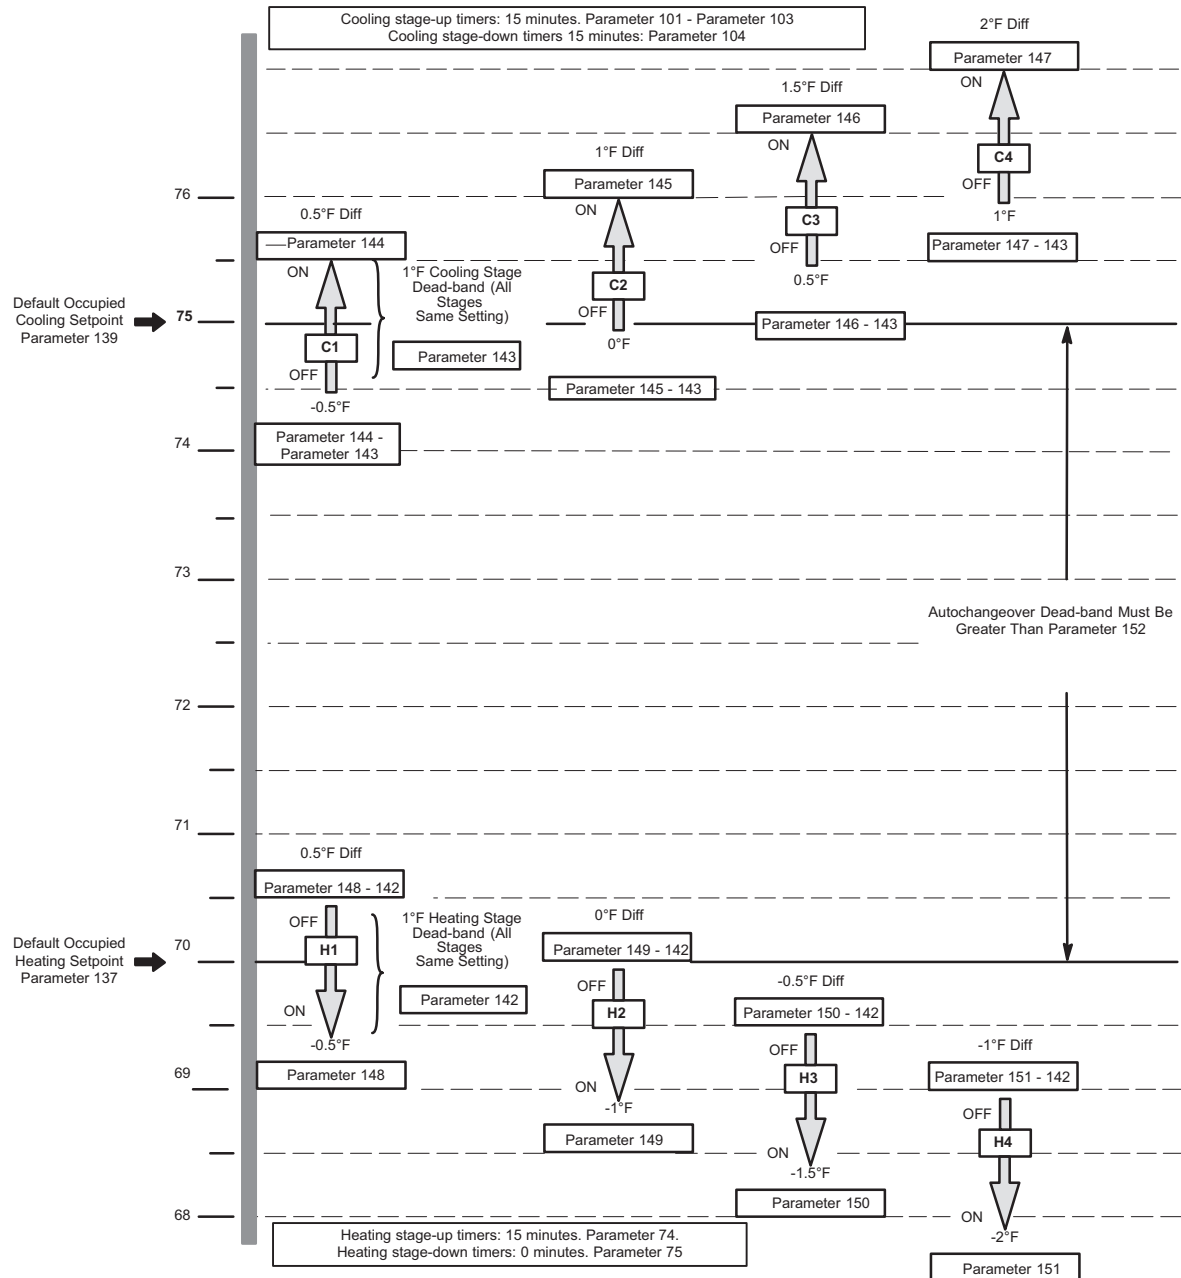 Cooling stage-up timers: 15 minutes. Parameter 101 - Parameter 103
Cooling stage-down timers 15 minutes: Parameter 104
2°F Diff
Parameter 147
ON
C4
OFF
1°F
Parameter 147 - 143
1.5°F Diff
Parameter 146
ON
C3
OFF
0.5°F
Parameter 146 - 143
1°F Diff
Parameter 145
ON
C2
OFF
0°F
Parameter 145 - 143
0.5°F Diff
Parameter 144
ON
C1
OFF
-0.5°F
Parameter 144 -
Parameter 143
1°F Cooling Stage
Dead-band (All
Stages
Same Setting)
Parameter 143
76
Default Occupied
Cooling Setpoint
Parameter 139
75
74
73
Autochangeover Dead-band Must Be
Greater Than Parameter 152
72
71
0.5°F Diff
Parameter 148 - 142
OFF
H1
ON
-0.5°F
Parameter 148
1°F Heating Stage
Dead-band (All
Stages
Same Setting)
Parameter 142
Default Occupied
Heating Setpoint
Parameter 137
70
0°F Diff
Parameter 149 - 142
OFF
H2
ON
-1°F
Parameter 149
-0.5°F Diff
Parameter 150 - 142
OFF
H3
ON
-1.5°F
Parameter 150
-1°F Diff
Parameter 151 - 142
OFF
H4
ON
-2°F
Parameter 151
69
68
Heating stage-up timers: 15 minutes. Parameter 74.
Heating stage-down timers: 0 minutes. Parameter 75